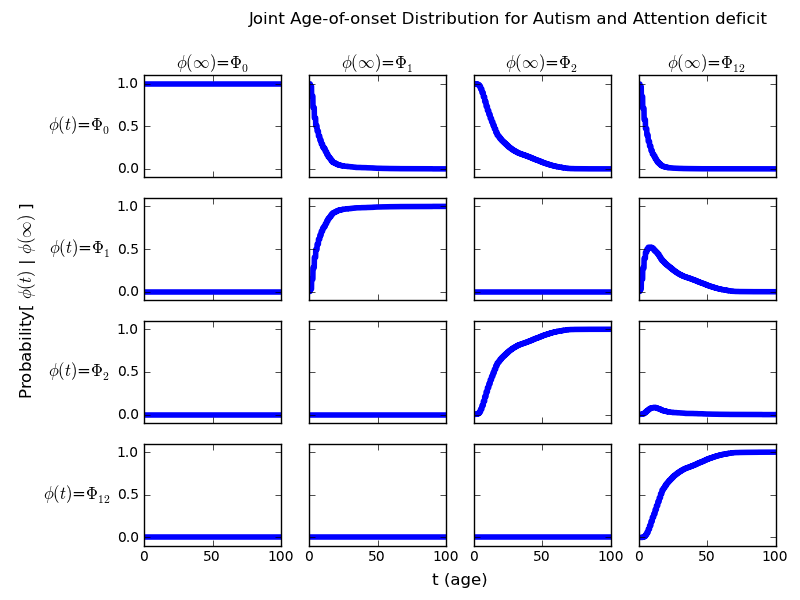 Joint Age-of-onset Distribution for Autism and Attention deficit
ϕ(∞)=Φ₀ ϕ(∞)=Φ₁ ϕ(∞)=Φ₂ ϕ(∞)=Φ₁₂
ϕ(t)=Φ₀
1.0
0.5
0.0
ϕ(t)=Φ₁
1.0
0.5
0.0
ϕ(t)=Φ₂
1.0
0.5
0.0
ϕ(t)=Φ₁₂
1.0
0.5
0.0
0 50 100 0 50 100 0 50 100 0 50 100
Probability[ ϕ(t) | ϕ(∞) ]
t (age)